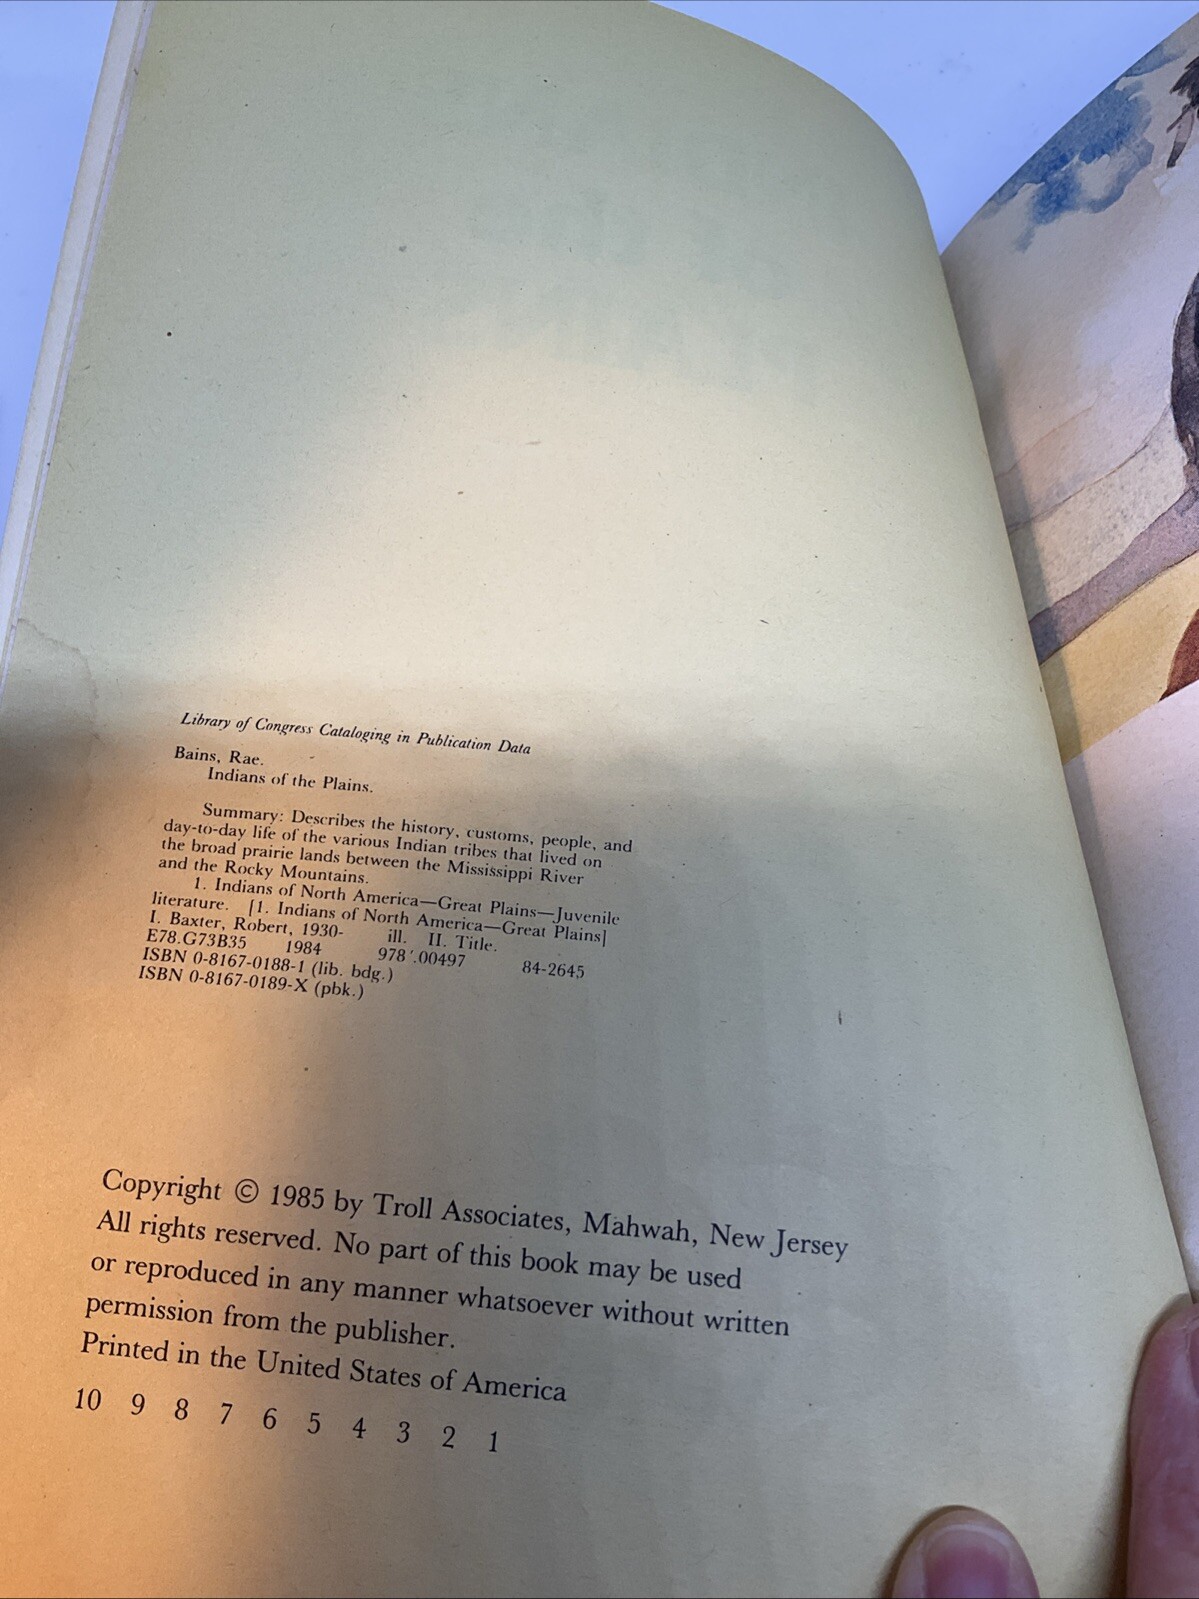 Library of Congress Cataloging in Publication Data
Bains, Rae.
Indians of the Plains.
Summary: Describes the history, customs, people, and
day-to-day life of the various Indian tribes that lived on
the broad prairie lands between the Mississippi River
and the Rocky Mountains.
1. Indians of North America—Great Plains—Juvenile
literature. [1. Indians of North America—Great Plains]
I. Baxter, Robert, 1930- ill. II. Title.
E78.G73B35 1984 978'.00497 84-2645
ISBN 0-8167-0188-1 (lib. bdg.)
ISBN 0-8167-0189-X (pbk.)
Copyright © 1985 by Troll Associates, Mahwah, New Jersey
All rights reserved. No part of this book may be used
or reproduced in any manner whatsoever without written
permission from the publisher.
Printed in the United States of America
10 9 8 7 6 5 4 3 2 1